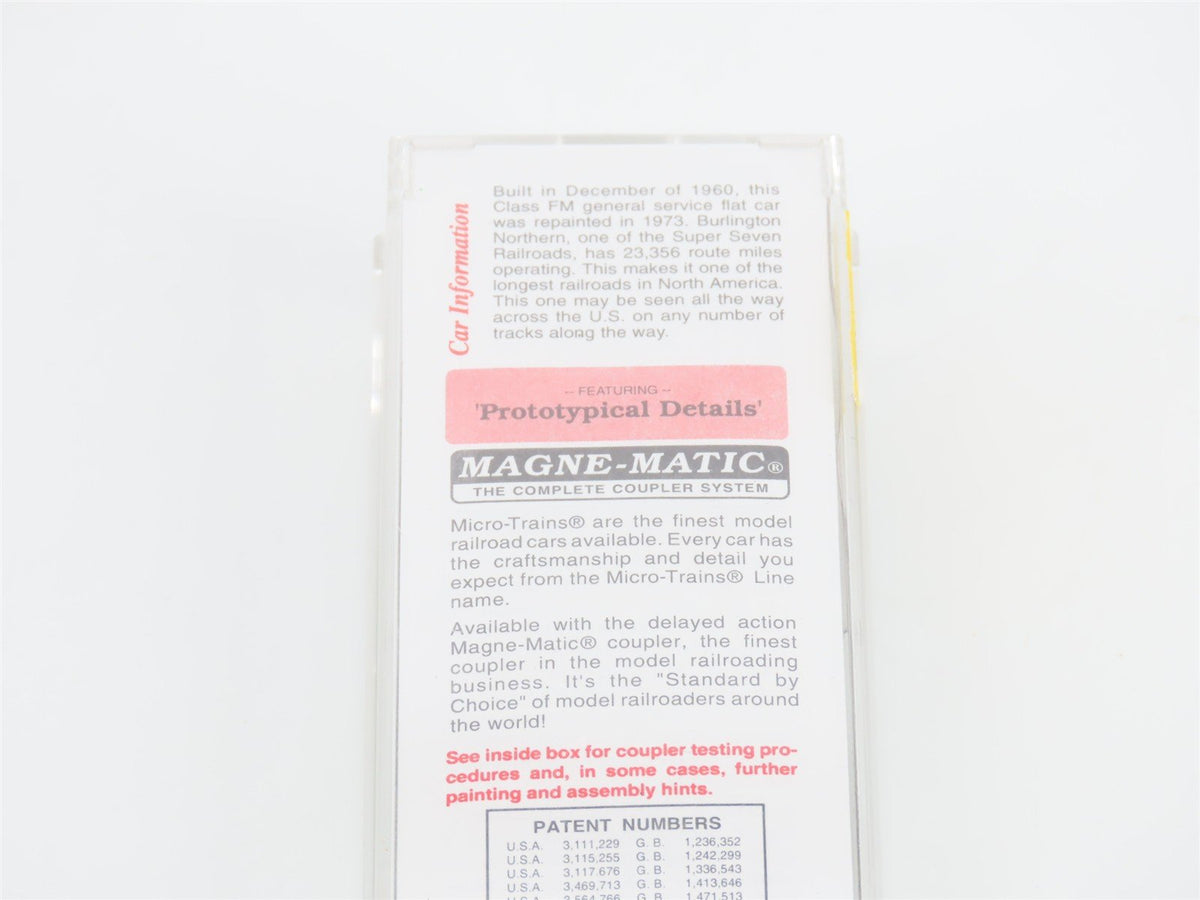 Car Information
Built in December of 1960, this
Class FM general service flat car
was repainted in 1973. Burlington
Northern, one of the Super Seven
Railroads, has 23,356 route miles
operating. This makes it one of the
longest railroads in North America.
This one may be seen all the way
across the U.S. on any number of
tracks along the way.
-- FEATURING --
'Prototypical Details'
MAGNE-MATIC®
THE COMPLETE COUPLER SYSTEM
Micro-Trains® are the finest model
railroad cars available. Every car has
the craftsmanship and detail you
expect from the Micro-Trains® Line
name.
Available with the delayed action
Magne-Matic® coupler, the finest
coupler in the model railroading
business. It's the "Standard by
Choice" of model railroaders around
the world!
See inside box for coupler testing pro-
cedures and, in some cases, further
painting and assembly hints.
PATENT NUMBERS
U.S.A. 3,111,229 G.B. 1,236,352
U.S.A. 3,115,255 G.B. 1,242,299
U.S.A. 3,117,676 G.B. 1,336,543
U.S.A. 3,469,713 G.B. 1,413,646
U.S.A. 3,564,766 G.B. 1,471,513